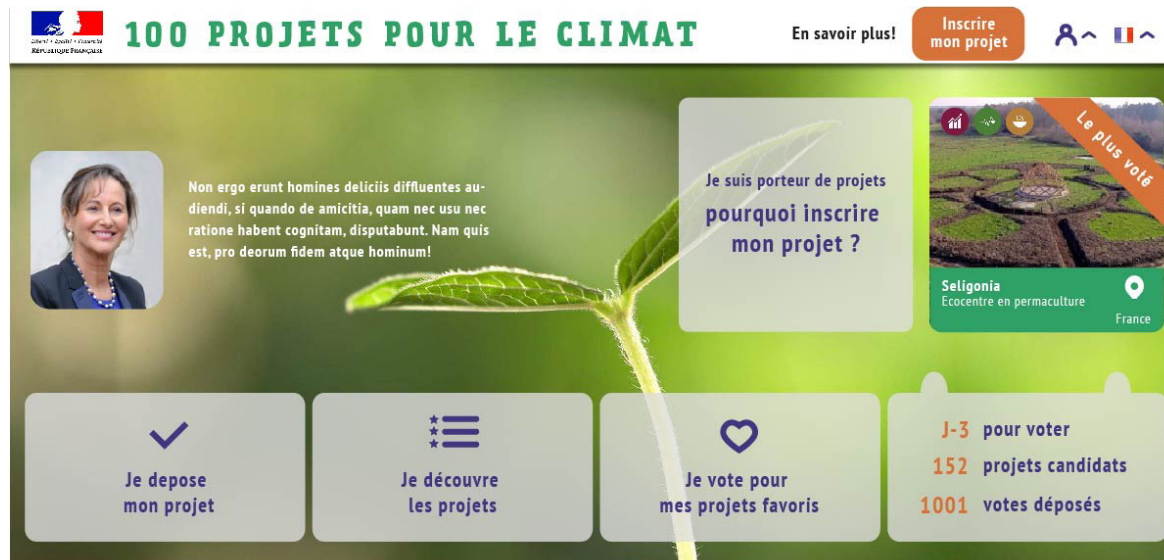 Liberté • Égalité • Fraternité
RÉPUBLIQUE FRANÇAISE
100 PROJETS POUR LE CLIMAT
En savoir plus!
Inscrire
mon projet
Non ergo erunt homines deliciis diffluentes au-
diendi, si quando de amicitia, quam nec usu nec
ratione habent cognitam, disputabunt. Nam quis
est, pro deorum fidem atque hominum!
Je suis porteur de projets
pourquoi inscrire
mon projet ?
Le plus voté
Seligonia
Ecocentre en permaculture
France
Je depose
mon projet
Je découvre
les projets
Je vote pour
mes projets favoris
J-3 pour voter
152 projets candidats
1001 votes déposés